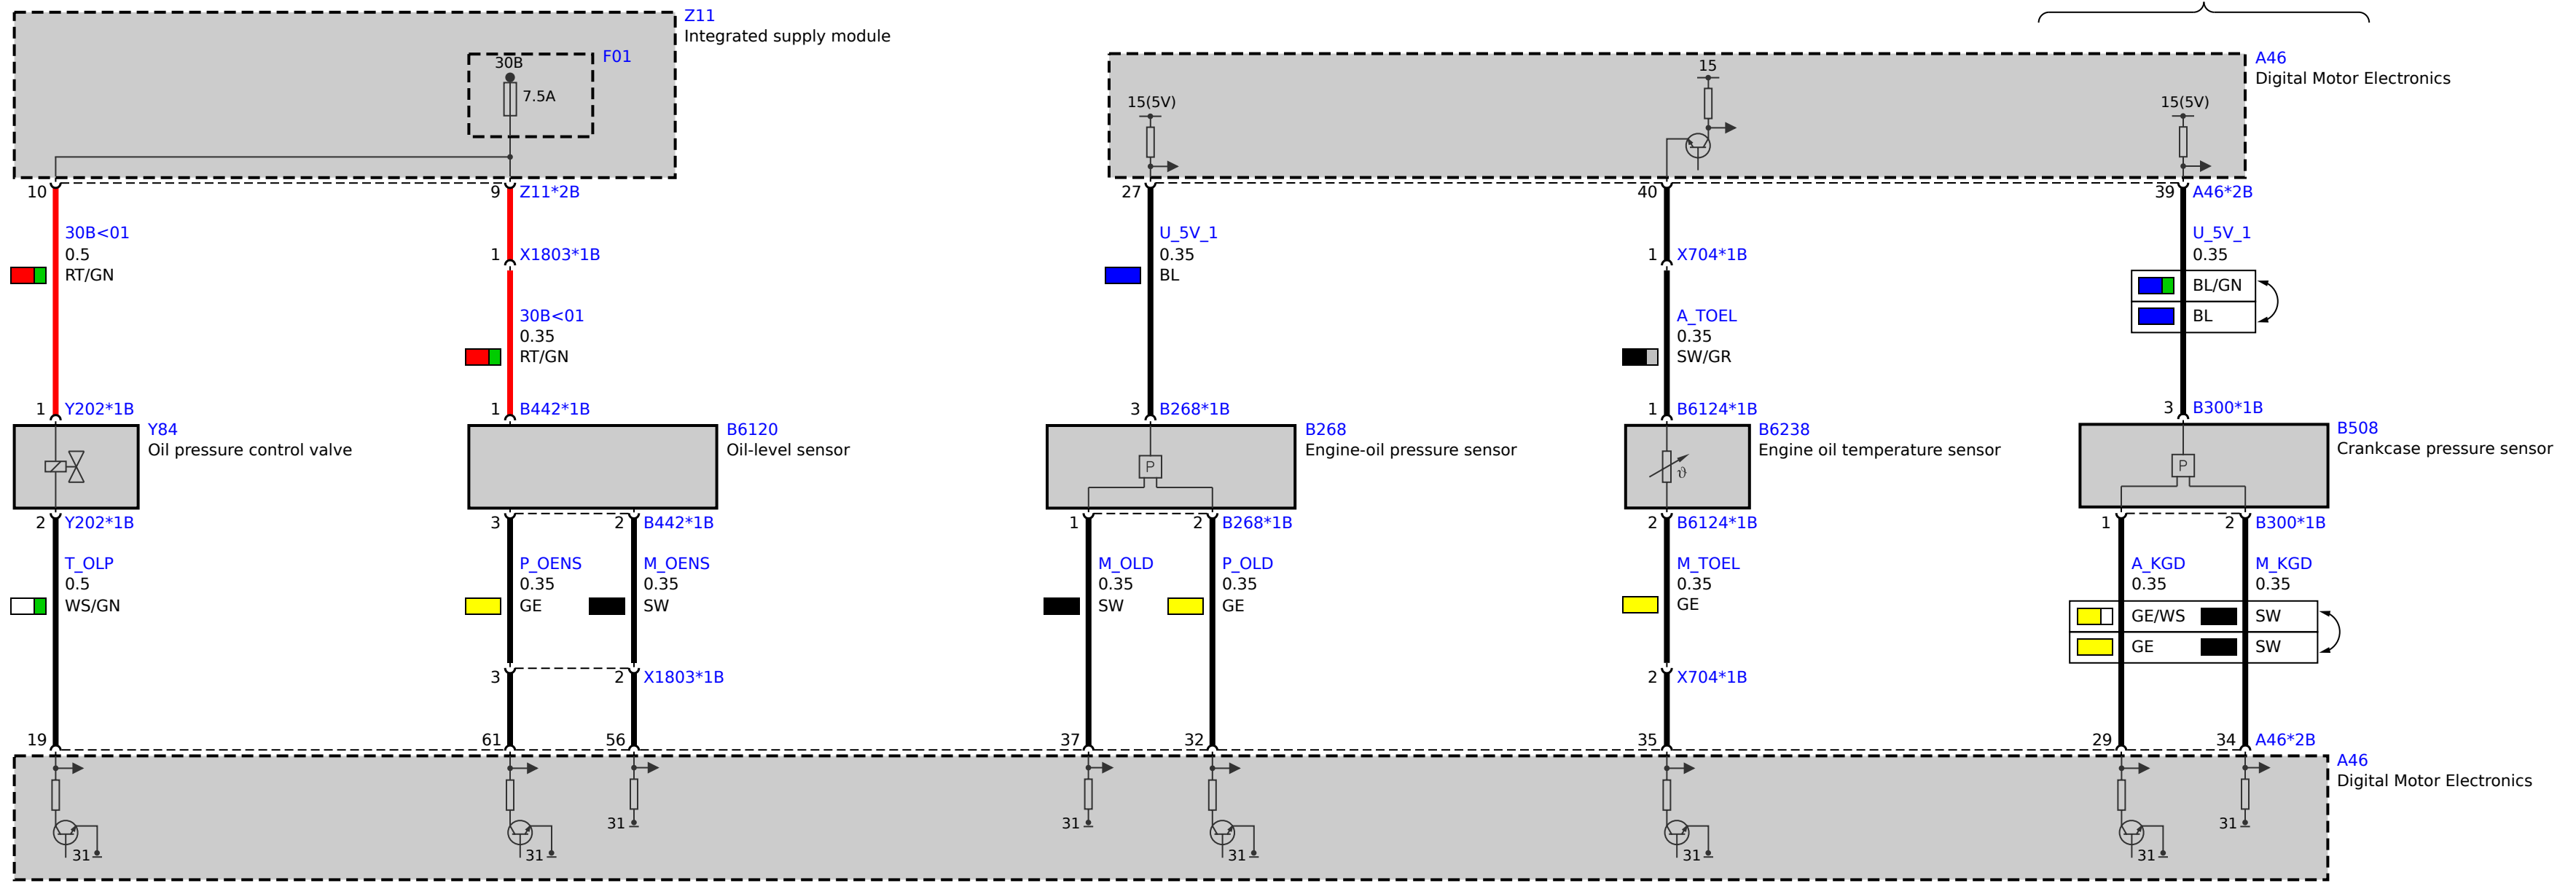 Z11
Integrated supply module
F01
30B
7.5A
A46
Digital Motor Electronics
15
15(5V)
15(5V)
10
9
Z11*2B
27
40
39
A46*2B
30B<01
0.5
RT/GN
1
X1803*1B
30B<01
0.35
RT/GN
U_5V_1
0.35
BL
1
X704*1B
A_TOEL
0.35
SW/GR
U_5V_1
0.35
BL/GN
BL
1
Y202*1B
1
B442*1B
3
B268*1B
1
B6124*1B
3
B300*1B
Y84
Oil pressure control valve
B6120
Oil-level sensor
B268
Engine-oil pressure sensor
P
B6238
Engine oil temperature sensor
ϑ
B508
Crankcase pressure sensor
P
2
Y202*1B
3
2
B442*1B
1
2
B268*1B
2
B6124*1B
1
2
B300*1B
T_OLP
0.5
WS/GN
P_OENS
0.35
GE
M_OENS
0.35
SW
M_OLD
0.35
SW
P_OLD
0.35
GE
M_TOEL
0.35
GE
A_KGD
0.35
M_KGD
0.35
GE/WS
SW
GE
SW
3
2
X1803*1B
2
X704*1B
19
61
56
37
32
35
29
34
A46*2B
A46
Digital Motor Electronics
31
31
31
31
31
31
31
31